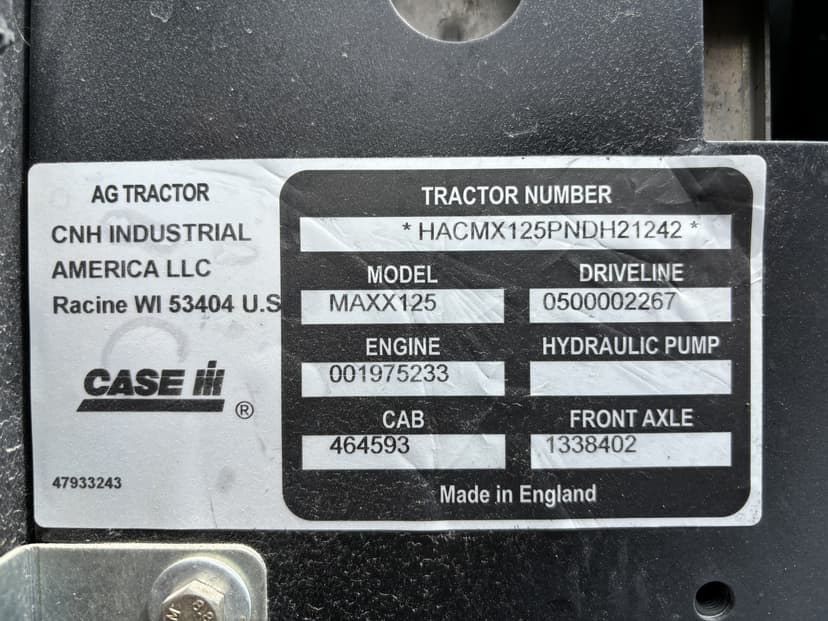 AG TRACTOR
CNH INDUSTRIAL
AMERICA LLC
Racine WI 53404 U.S
CASE IH ®
47933243
TRACTOR NUMBER
* HACMX125PNDH21242 *
MODEL DRIVELINE
MAXX125 0500002267
ENGINE HYDRAULIC PUMP
001975233
CAB FRONT AXLE
464593 1338402
Made in England